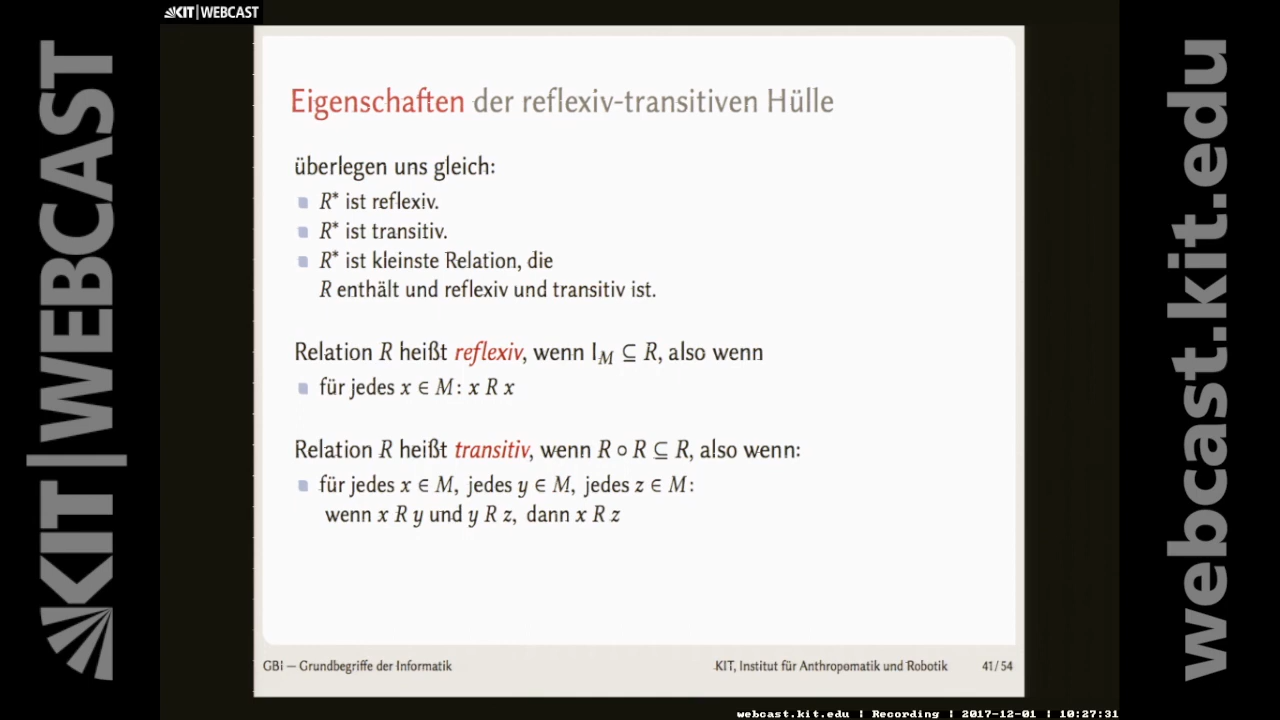 KIT|WEBCAST
Eigenschaften der reflexiv-transitiven Hülle
überlegen uns gleich:
R* ist reflexiv.
R* ist transitiv.
R* ist kleinste Relation, die
R enthält und reflexiv und transitiv ist.
Relation R heißt reflexiv, wenn I_M ⊆ R, also wenn
für jedes x ∈ M: x R x
Relation R heißt transitiv, wenn R ∘ R ⊆ R, also wenn:
für jedes x ∈ M, jedes y ∈ M, jedes z ∈ M:
wenn x R y und y R z, dann x R z
GBI — Grundbegriffe der Informatik
KIT, Institut für Anthropomatik und Robotik
41/54
KIT|WEBCAST
webcast.kit.edu
webcast.kit.edu | Recording | 2017-12-01 | 10:27:31